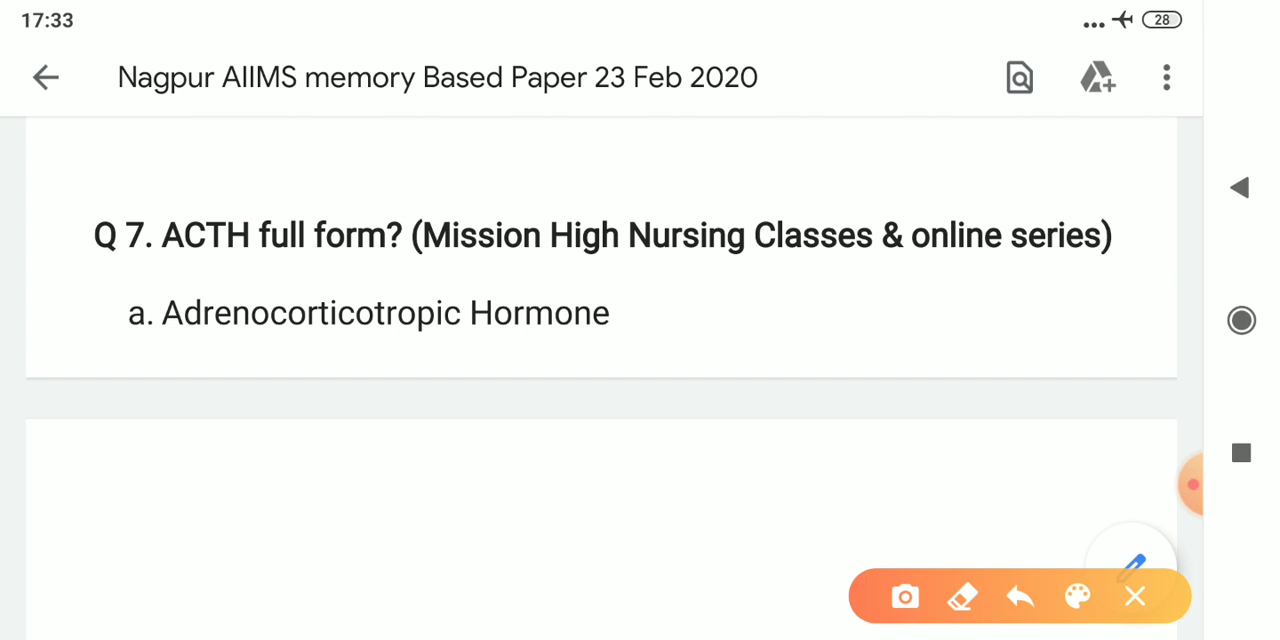 17:33
28
Nagpur AIIMS memory Based Paper 23 Feb 2020
Q 7. ACTH full form? (Mission High Nursing Classes & online series)
a. Adrenocorticotropic Hormone